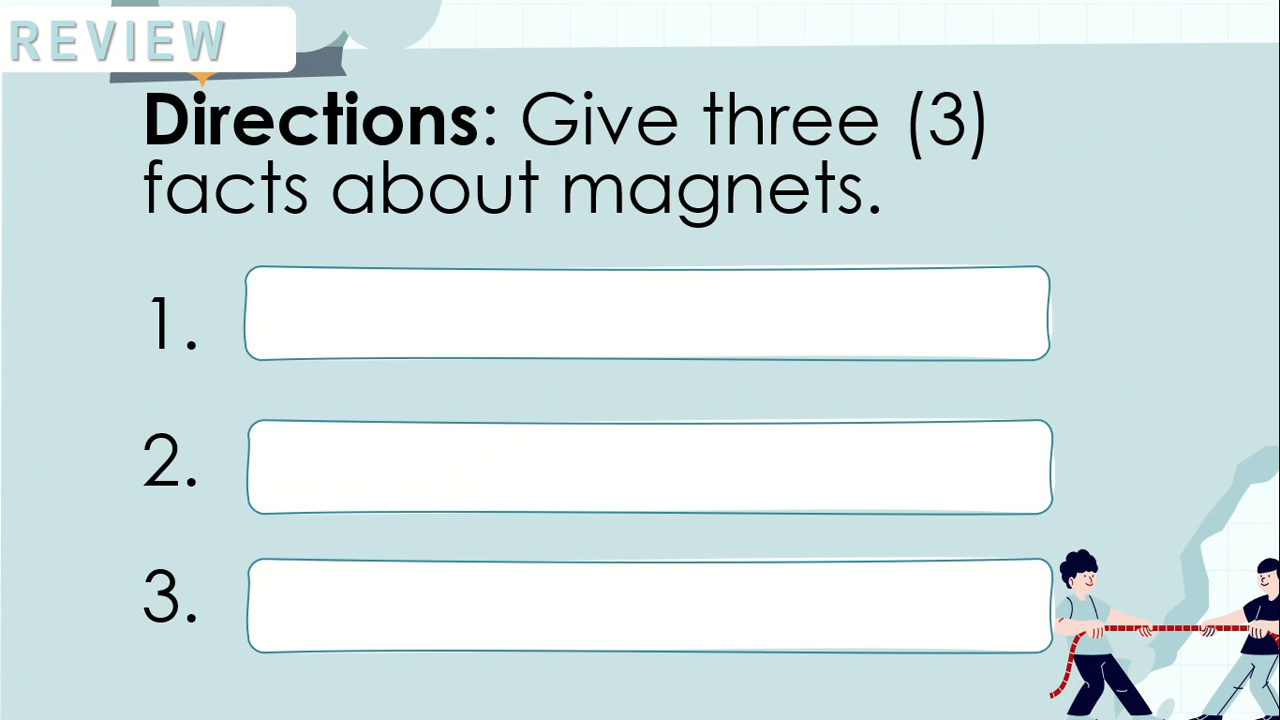 REVIEW
Directions: Give three (3)
facts about magnets.
1.
2.
3.